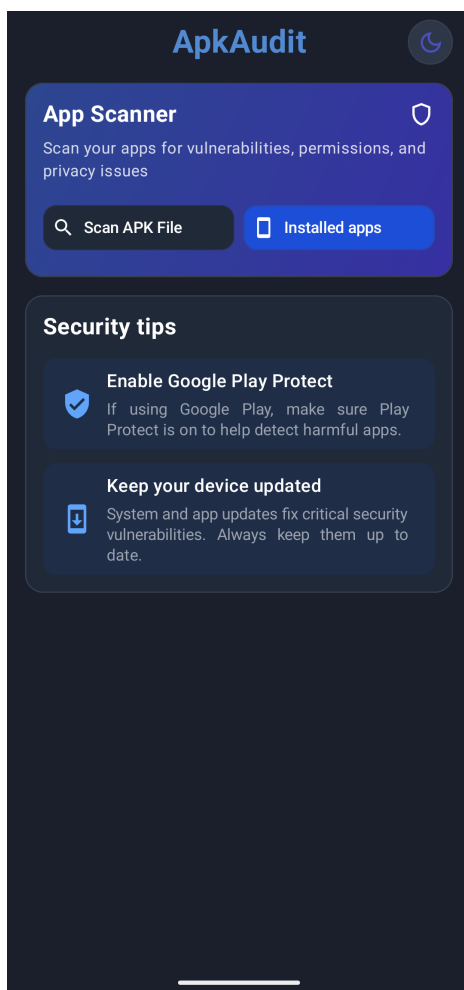 ApkAudit
App Scanner
Scan your apps for vulnerabilities, permissions, and
privacy issues
Scan APK File
Installed apps
Security tips
Enable Google Play Protect
If using Google Play, make sure Play
Protect is on to help detect harmful apps.
Keep your device updated
System and app updates fix critical security
vulnerabilities. Always keep them up to
date.